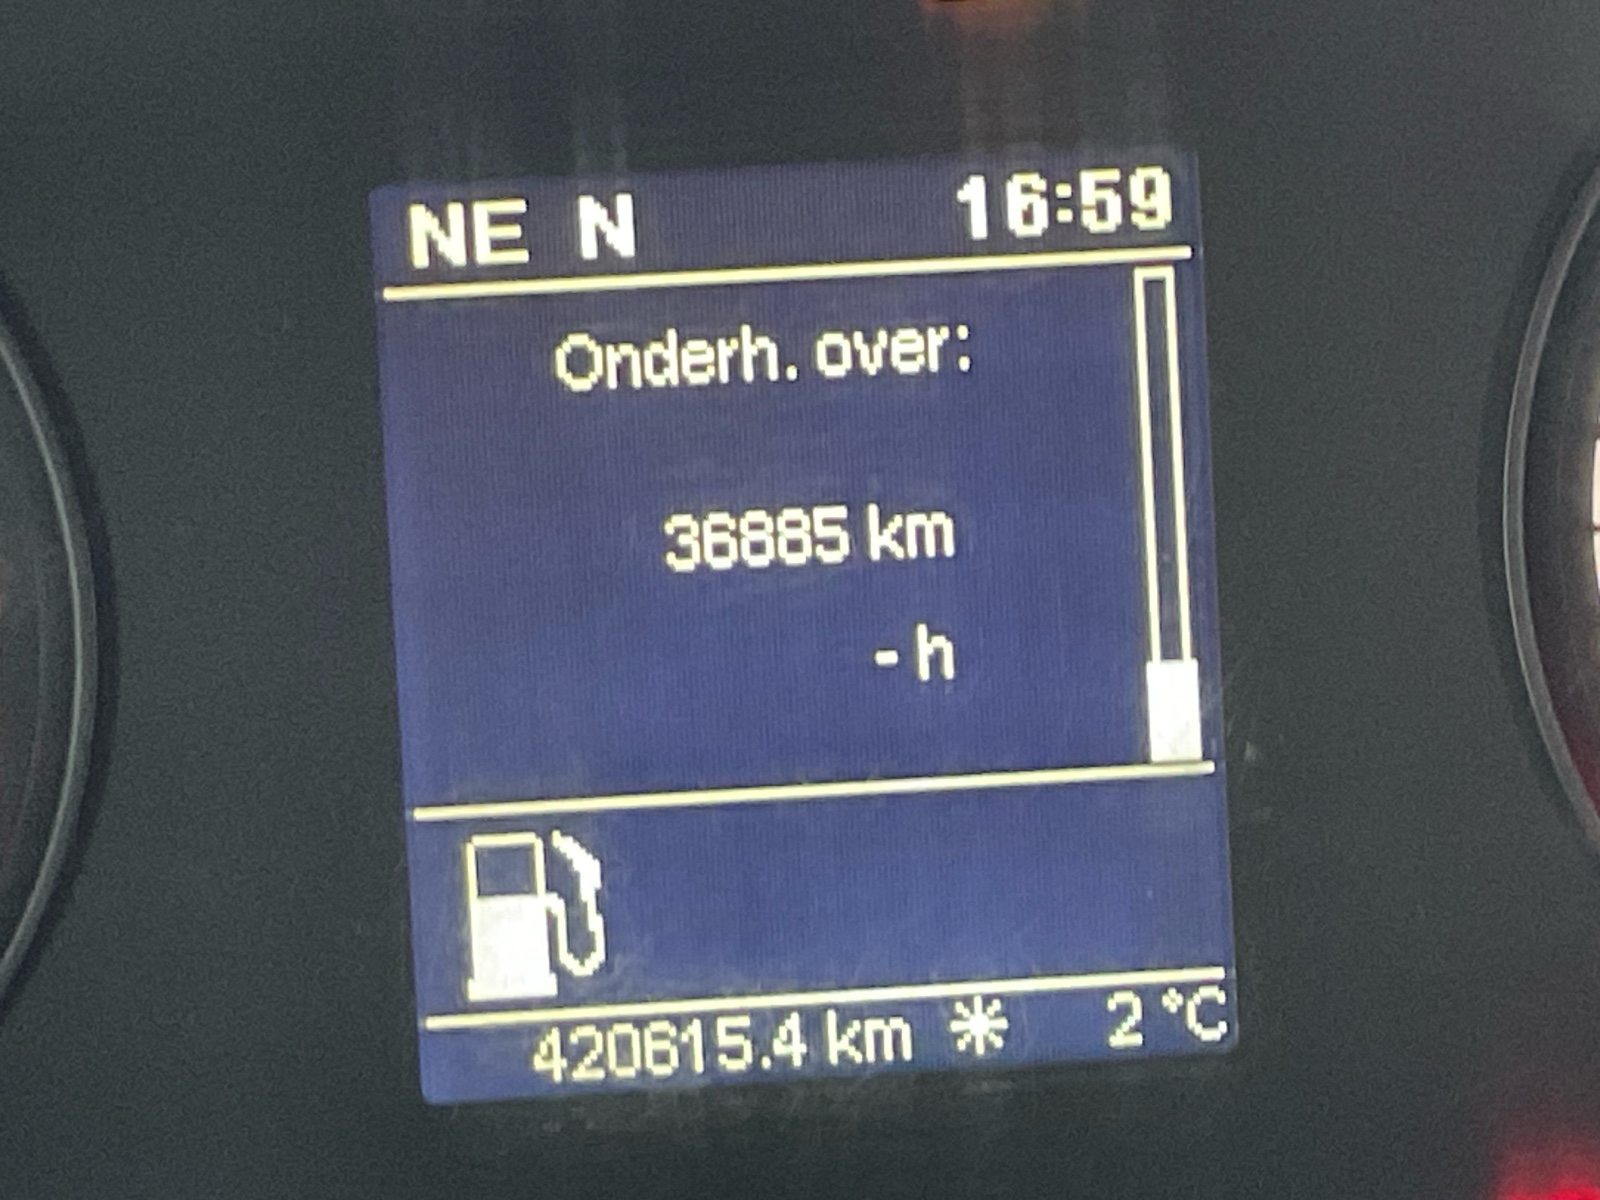 NE N 16:59
Onderh. over:
36885 km
- h
420615.4 km 2 °C